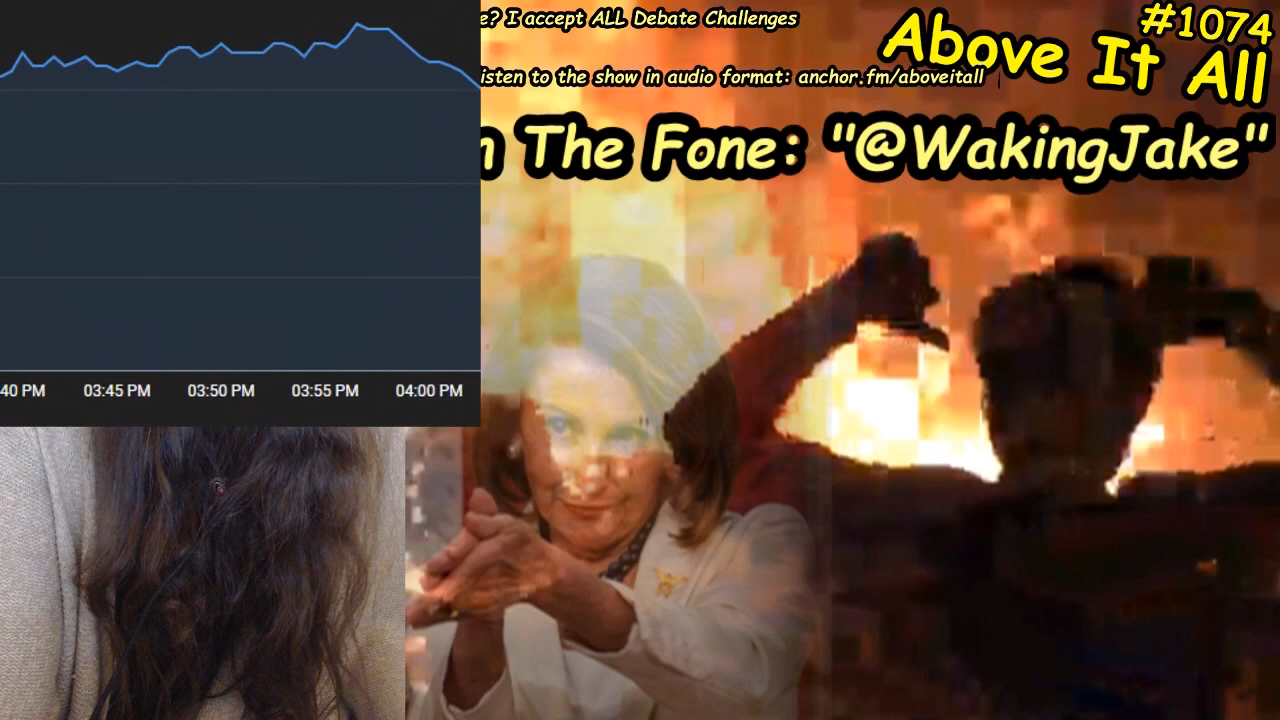 e? I accept ALL Debate Challenges
#1074
Above It All
listen to the show in audio format: anchor.fm/aboveitall
n The Fone: "@WakingJake"
40 PM 03:45 PM 03:50 PM 03:55 PM 04:00 PM